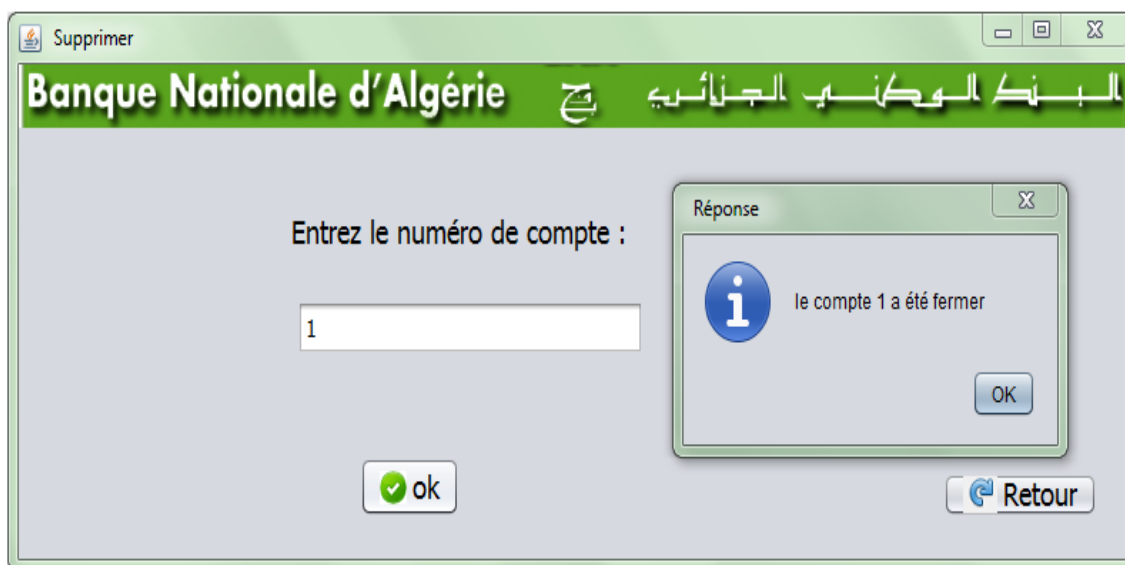 Supprimer
Banque Nationale d'Algérie البنك الوطني الجزائري
Entrez le numéro de compte :
1
Réponse
le compte 1 a été fermer
OK
ok
Retour